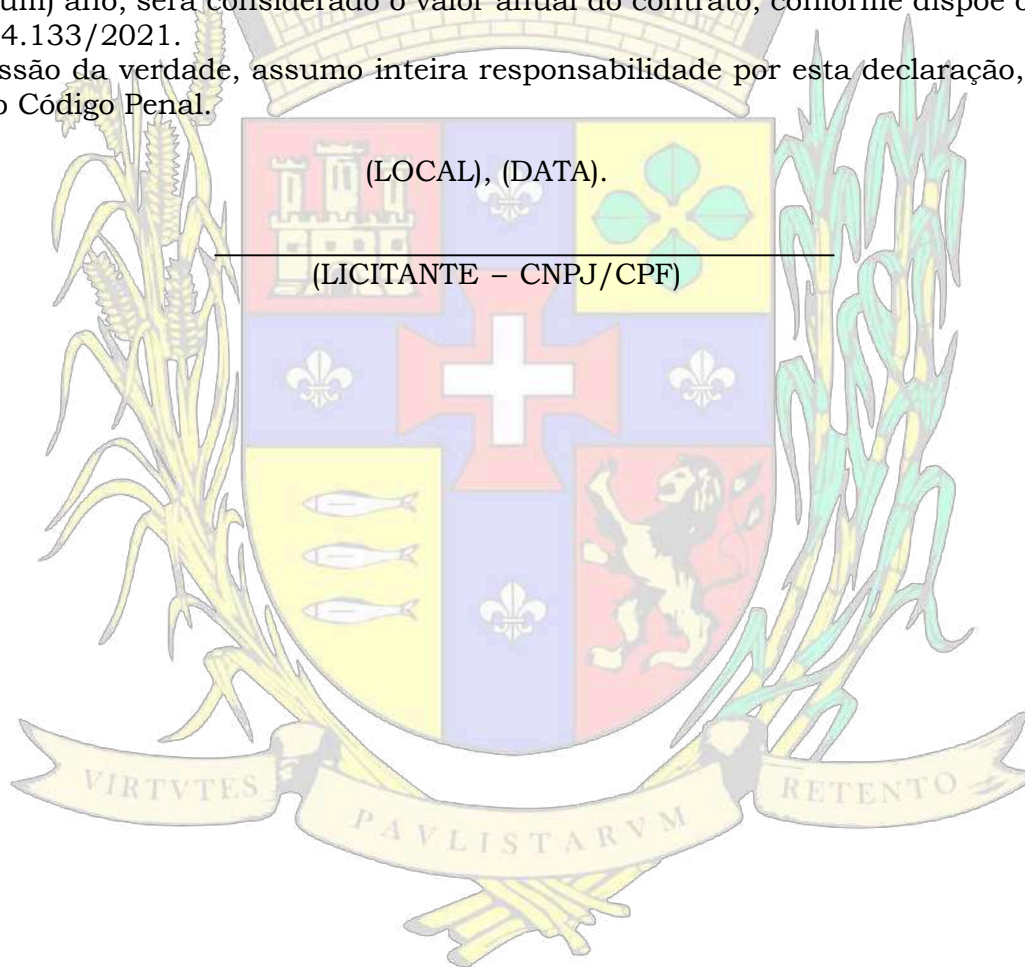 um) ano, será considerado o valor anual do contrato, conforme dispõe o
4.133/2021.
ssão da verdade, assumo inteira responsabilidade por esta declaração,
o Código Penal.
(LOCAL), (DATA).
(LICITANTE – CNPJ/CPF)
VIRTVTES PAVLISTARVM RETENTO